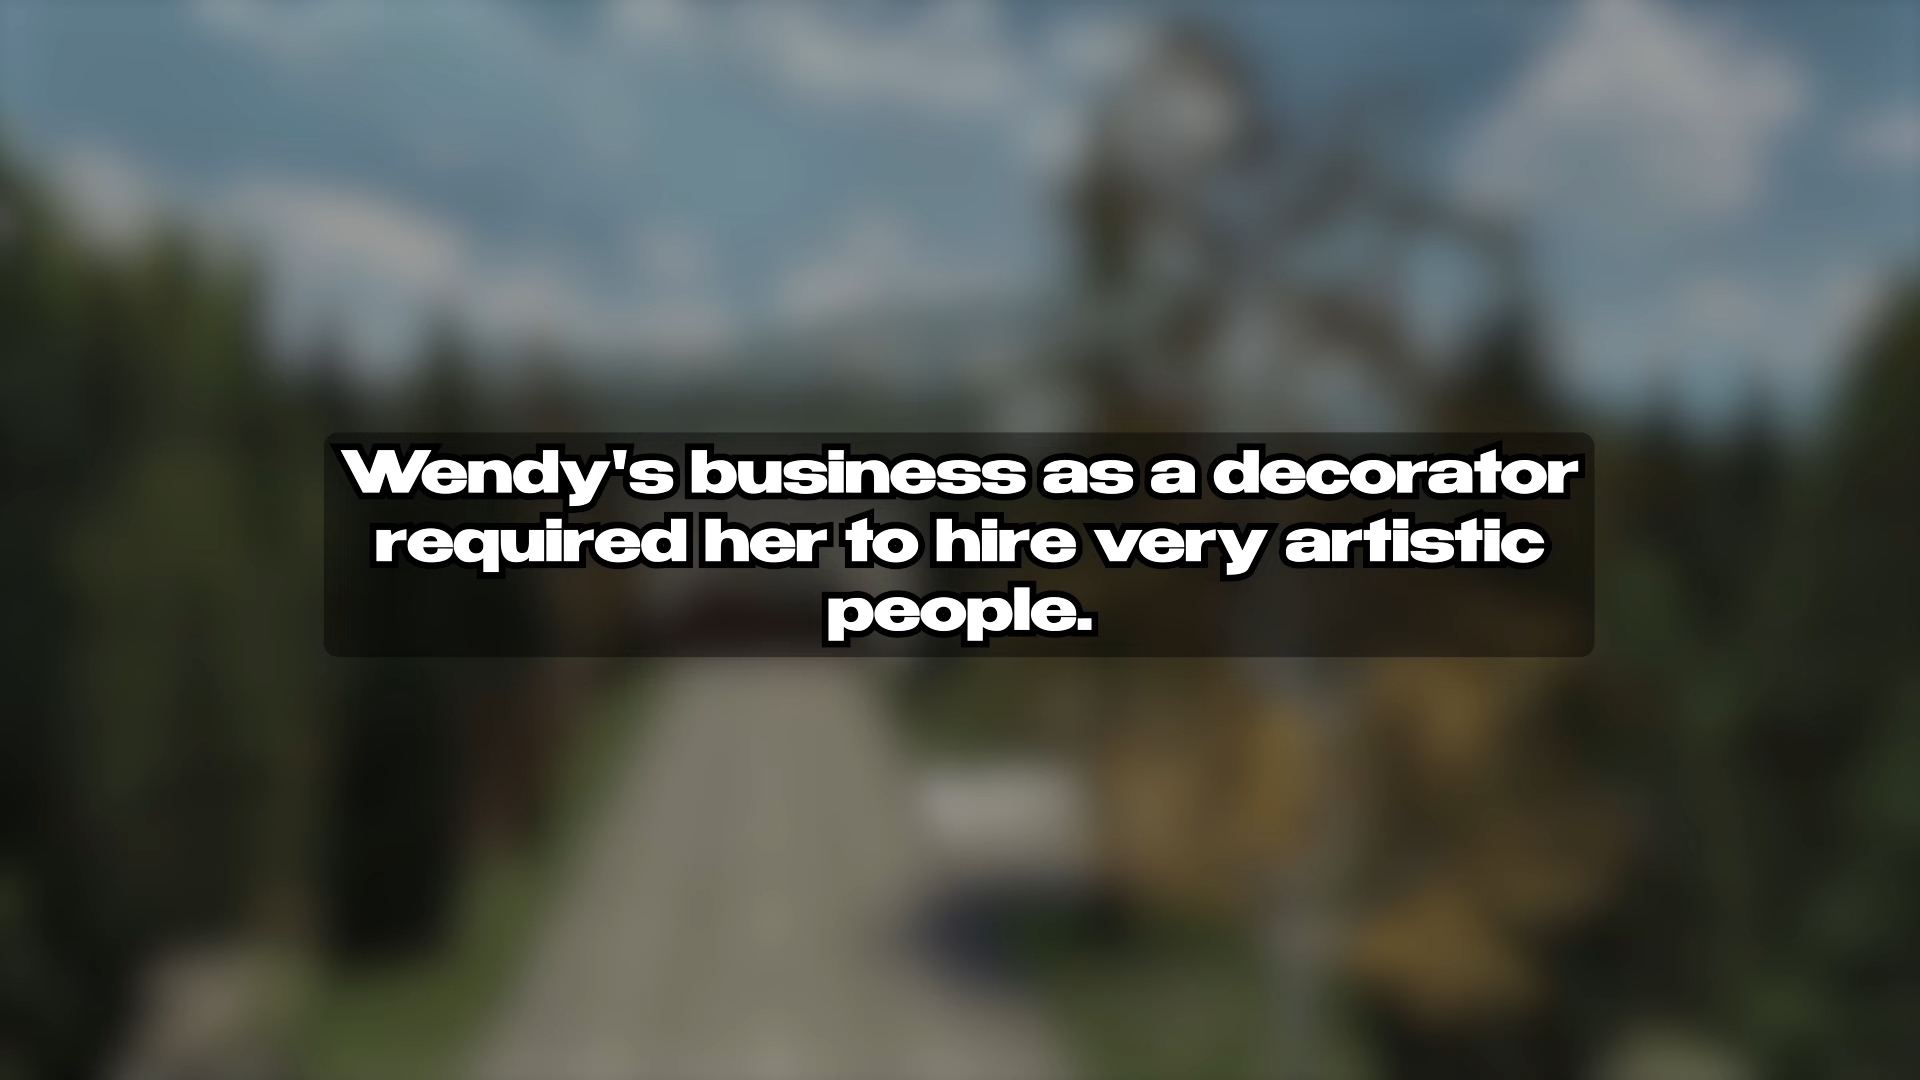 Wendy's business as a decorator
required her to hire very artistic
people.